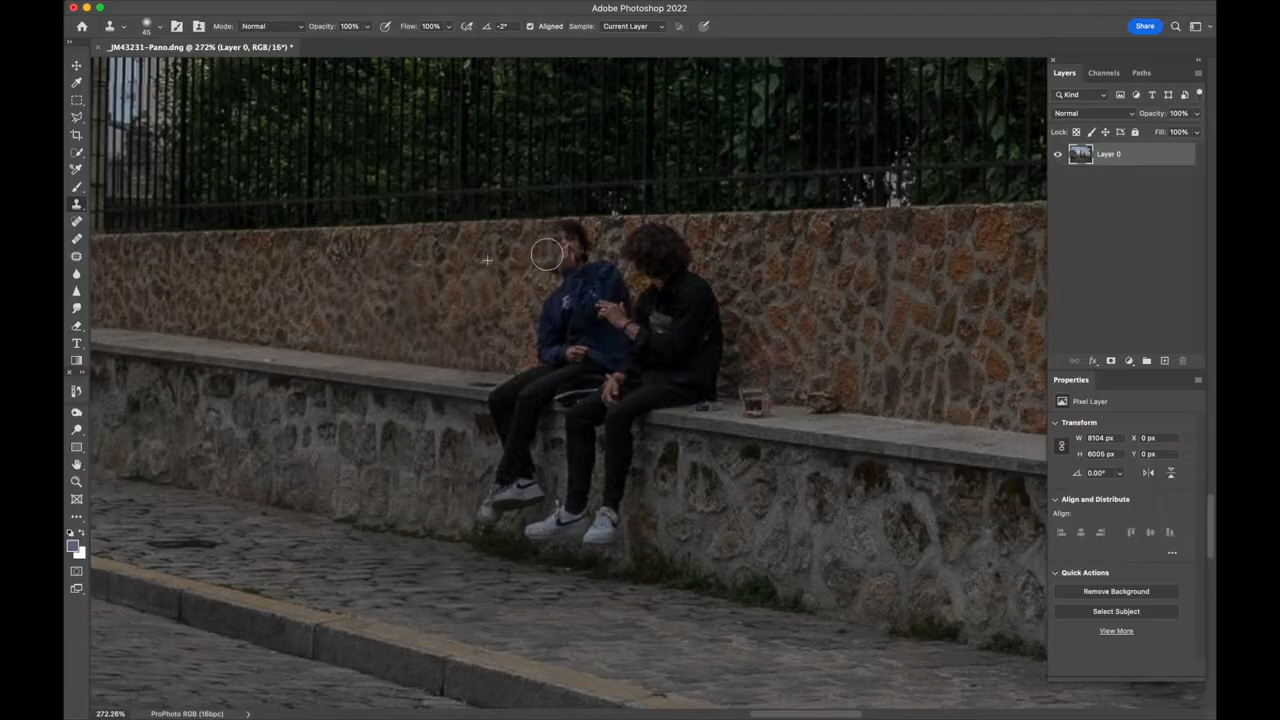 Adobe Photoshop 2022
45
Mode: Normal Opacity: 100% Flow: 100% -2° Aligned Sample: Current Layer Share
_JM43231-Pano.dng @ 272% (Layer 0, RGB/16*) *
Layers Channels Paths
Kind
Normal Opacity: 100%
Lock: Fill: 100%
Layer 0
Properties
Pixel Layer
Transform
W 8104 px X 0 px
H 6005 px Y 0 px
0.00°
Align and Distribute
Align:
Quick Actions
Remove Background
Select Subject
View More
272.26% ProPhoto RGB (16bpc)